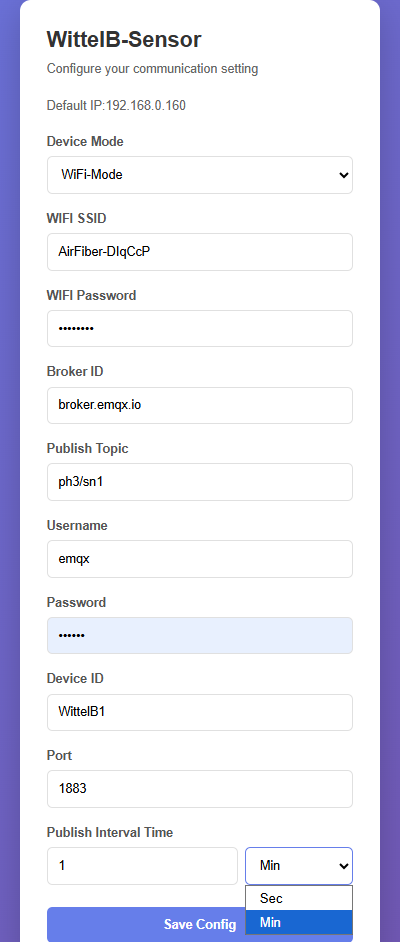 WittelB-Sensor
Configure your communication setting
Default IP:192.168.0.160
Device Mode
WiFi-Mode
WIFI SSID
AirFiber-DIqCcP
WIFI Password
••••••••
Broker ID
broker.emqx.io
Publish Topic
ph3/sn1
Username
emqx
Password
••••••
Device ID
WittelB1
Port
1883
Publish Interval Time
1 Min
Sec
Min
Save Config